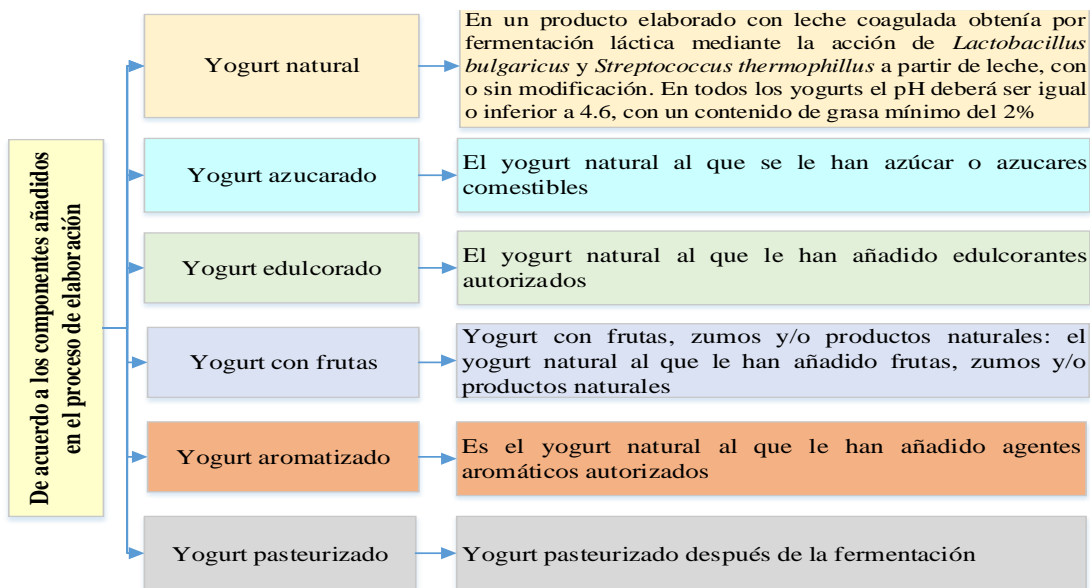 De acuerdo a los componentes añadidos
en el proceso de elaboración
Yogurt natural
En un producto elaborado con leche coagulada obtenía por
fermentación láctica mediante la acción de Lactobacillus
bulgaricus y Streptococcus thermophillus a partir de leche, con
o sin modificación. En todos los yogurts el pH deberá ser igual
o inferior a 4.6, con un contenido de grasa mínimo del 2%
Yogurt azucarado
El yogurt natural al que se le han azúcar o azucares
comestibles
Yogurt edulcorado
El yogurt natural al que le han añadido edulcorantes
autorizados
Yogurt con frutas
Yogurt con frutas, zumos y/o productos naturales: el
yogurt natural al que le han añadido frutas, zumos y/o
productos naturales
Yogurt aromatizado
Es el yogurt natural al que le han añadido agentes
aromáticos autorizados
Yogurt pasteurizado
Yogurt pasteurizado después de la fermentación